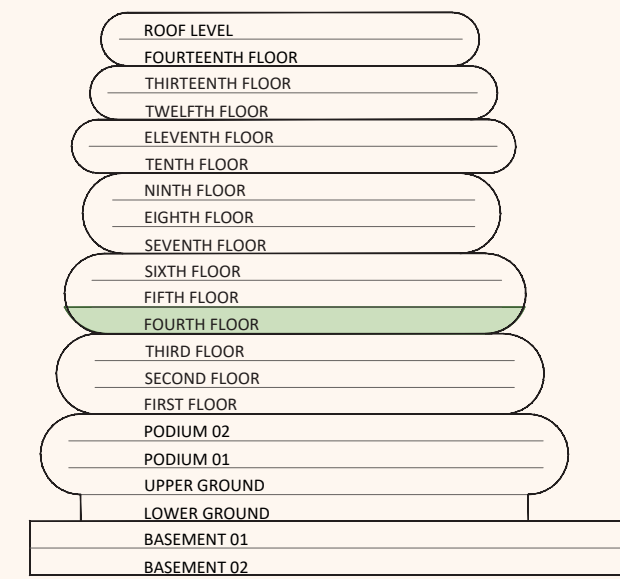 ROOF LEVEL
FOURTEENTH FLOOR
THIRTEENTH FLOOR
TWELFTH FLOOR
ELEVENTH FLOOR
TENTH FLOOR
NINTH FLOOR
EIGHTH FLOOR
SEVENTH FLOOR
SIXTH FLOOR
FIFTH FLOOR
FOURTH FLOOR
THIRD FLOOR
SECOND FLOOR
FIRST FLOOR
PODIUM 02
PODIUM 01
UPPER GROUND
LOWER GROUND
BASEMENT 01
BASEMENT 02